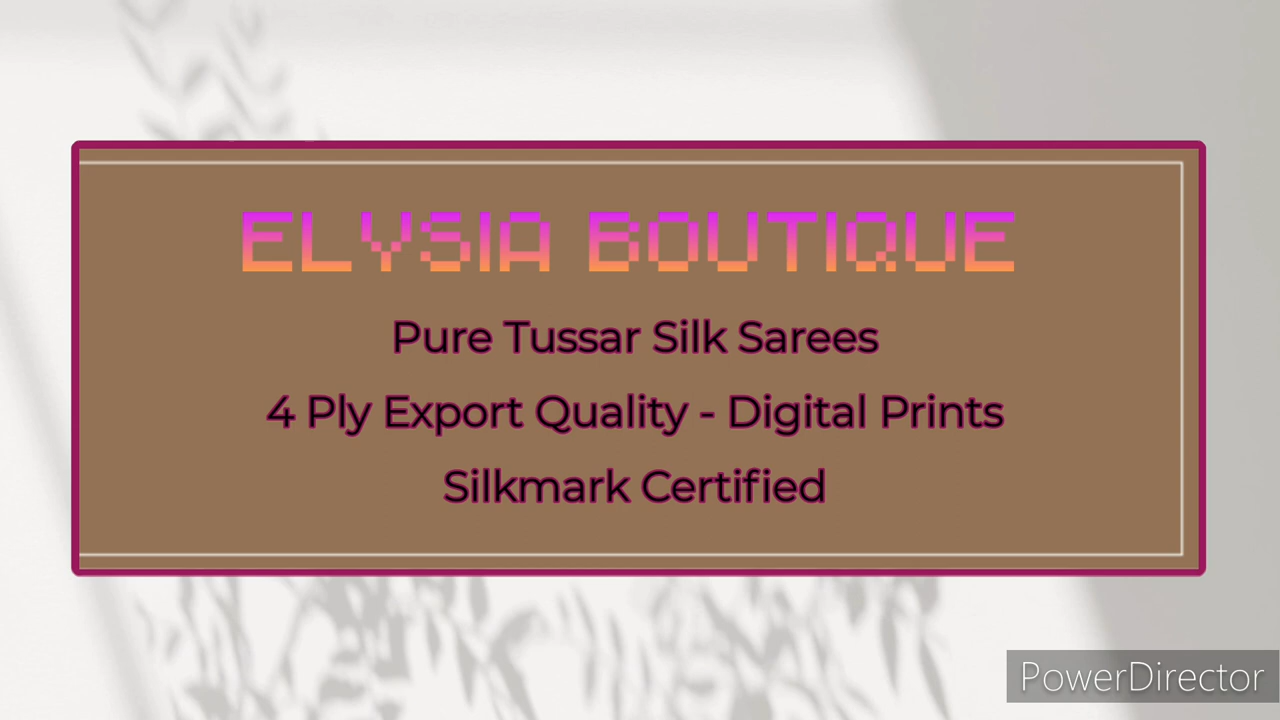 ELYSIA BOUTIQUE
Pure Tussar Silk Sarees
4 Ply Export Quality - Digital Prints
Silkmark Certified
PowerDirector